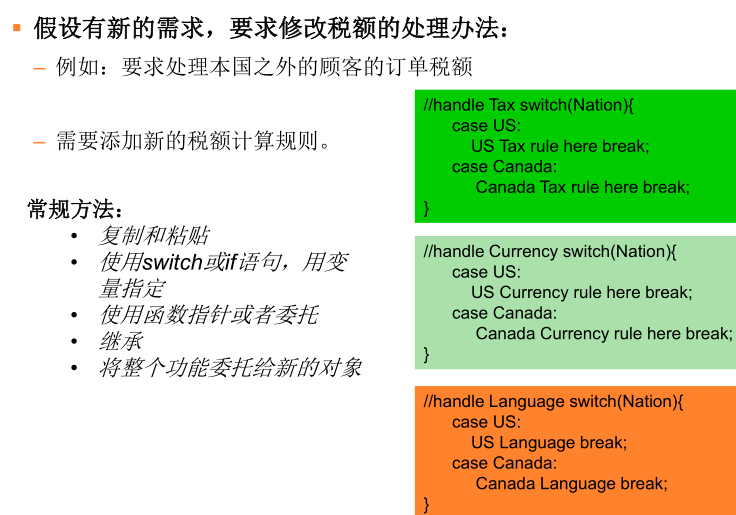 ▪ 假设有新的需求，要求修改税额的处理办法：
– 例如：要求处理本国之外的顾客的订单税额
– 需要添加新的税额计算规则。
常规方法：
• 复制和粘贴
• 使用switch或if语句，用变
量指定
• 使用函数指针或者委托
• 继承
• 将整个功能委托给新的对象
//handle Tax switch(Nation){
case US:
US Tax rule here break;
case Canada:
Canada Tax rule here break;
}
//handle Currency switch(Nation){
case US:
US Currency rule here break;
case Canada:
Canada Currency rule here break;
}
//handle Language switch(Nation){
case US:
US Language break;
case Canada:
Canada Language break;
}